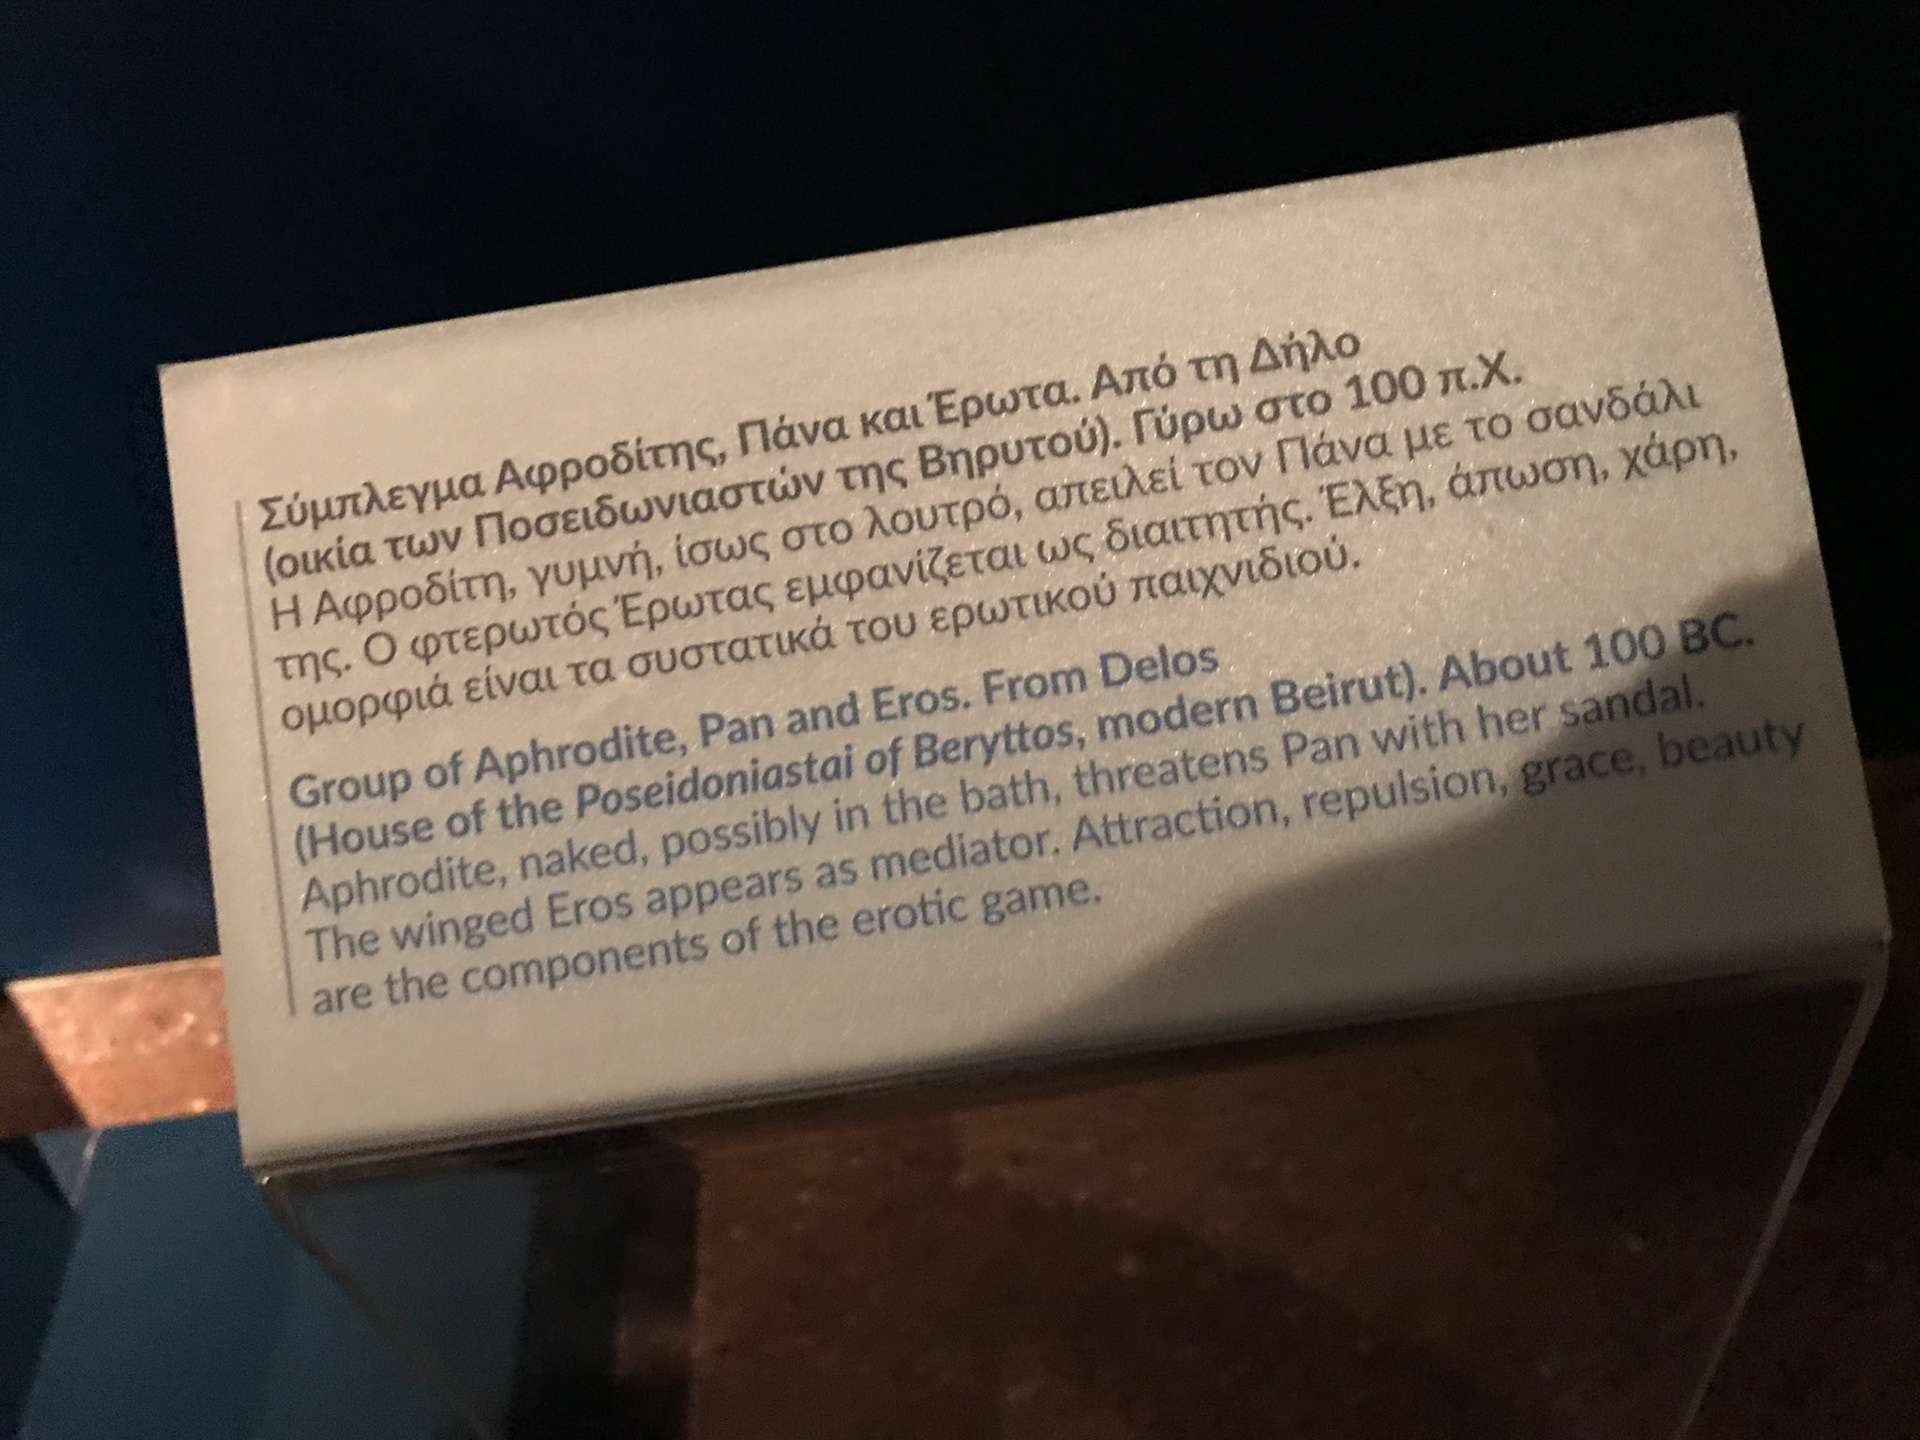 Σύμπλεγμα Αφροδίτης, Πάνα και Έρωτα. Από τη Δήλο
(οικία των Ποσειδωνιαστών της Βηρυτού). Γύρω στο 100 π.Χ.
Η Αφροδίτη, γυμνή, ίσως στο λουτρό, απειλεί τον Πάνα με το σανδάλι
της. Ο φτερωτός Έρωτας εμφανίζεται ως διαιτητής. Έλξη, άπωση, χάρη,
ομορφιά είναι τα συστατικά του ερωτικού παιχνιδιού.
Group of Aphrodite, Pan and Eros. From Delos
(House of the Poseidoniastai of Beryttos, modern Beirut). About 100 BC.
Aphrodite, naked, possibly in the bath, threatens Pan with her sandal.
The winged Eros appears as mediator. Attraction, repulsion, grace, beauty
are the components of the erotic game.